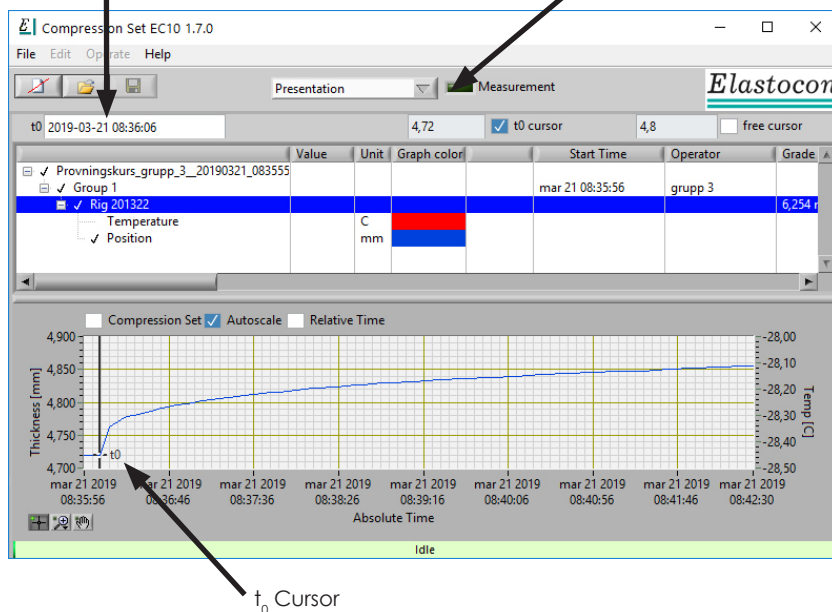 Compression Set EC10 1.7.0
File Edit Operate Help
Presentation Measurement Elastocon
t0 2019-03-21 08:36:06 4,72 t0 cursor 4,8 free cursor
Value Unit Graph color Start Time Operator Grade
Provningskurs_grupp_3__20190321_083555
Group 1 mar 21 08:35:56 grupp 3
Rig 201322 6,254
Temperature C
Position mm
Compression Set Autoscale Relative Time
4,900 -28,00
4,850 -28,10
-28,20
4,800 -28,30
4,750 -28,40
4,700 -28,50
Thickness [mm]
Temp [C]
t0
mar 21 2019 mar 21 2019 mar 21 2019 mar 21 2019 mar 21 2019 mar 21 2019 mar 21 2019 mar 21 2019 mar 21 2019
08:35:56 08:36:46 08:37:36 08:38:26 08:39:16 08:40:06 08:40:56 08:41:46 08:42:30
Absolute Time
Idle
t₀ Cursor